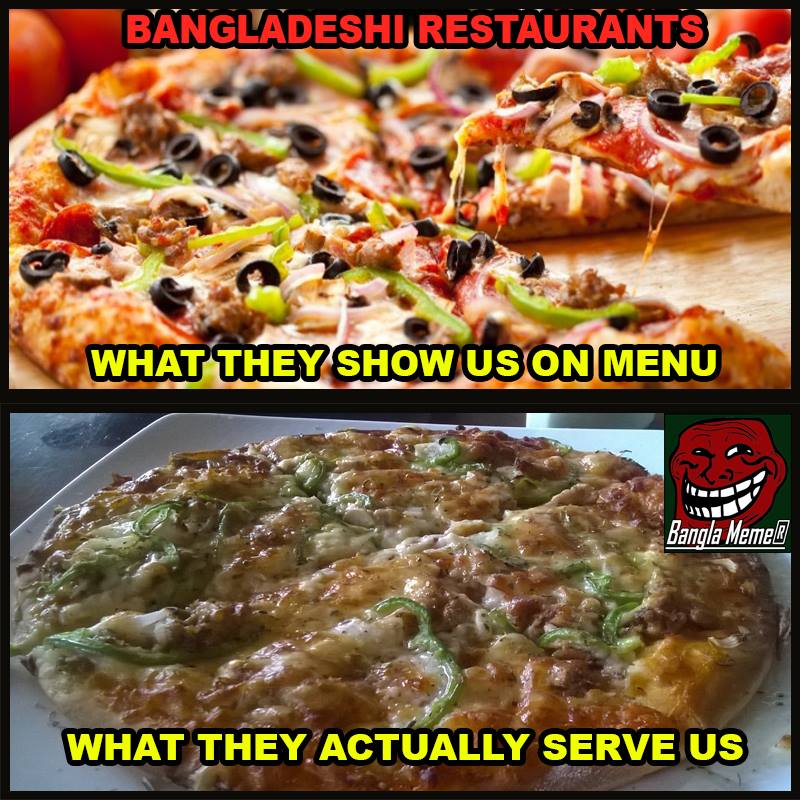 BANGLADESHI RESTAURANTS
WHAT THEY SHOW US ON MENU
Bangla Meme®
WHAT THEY ACTUALLY SERVE US